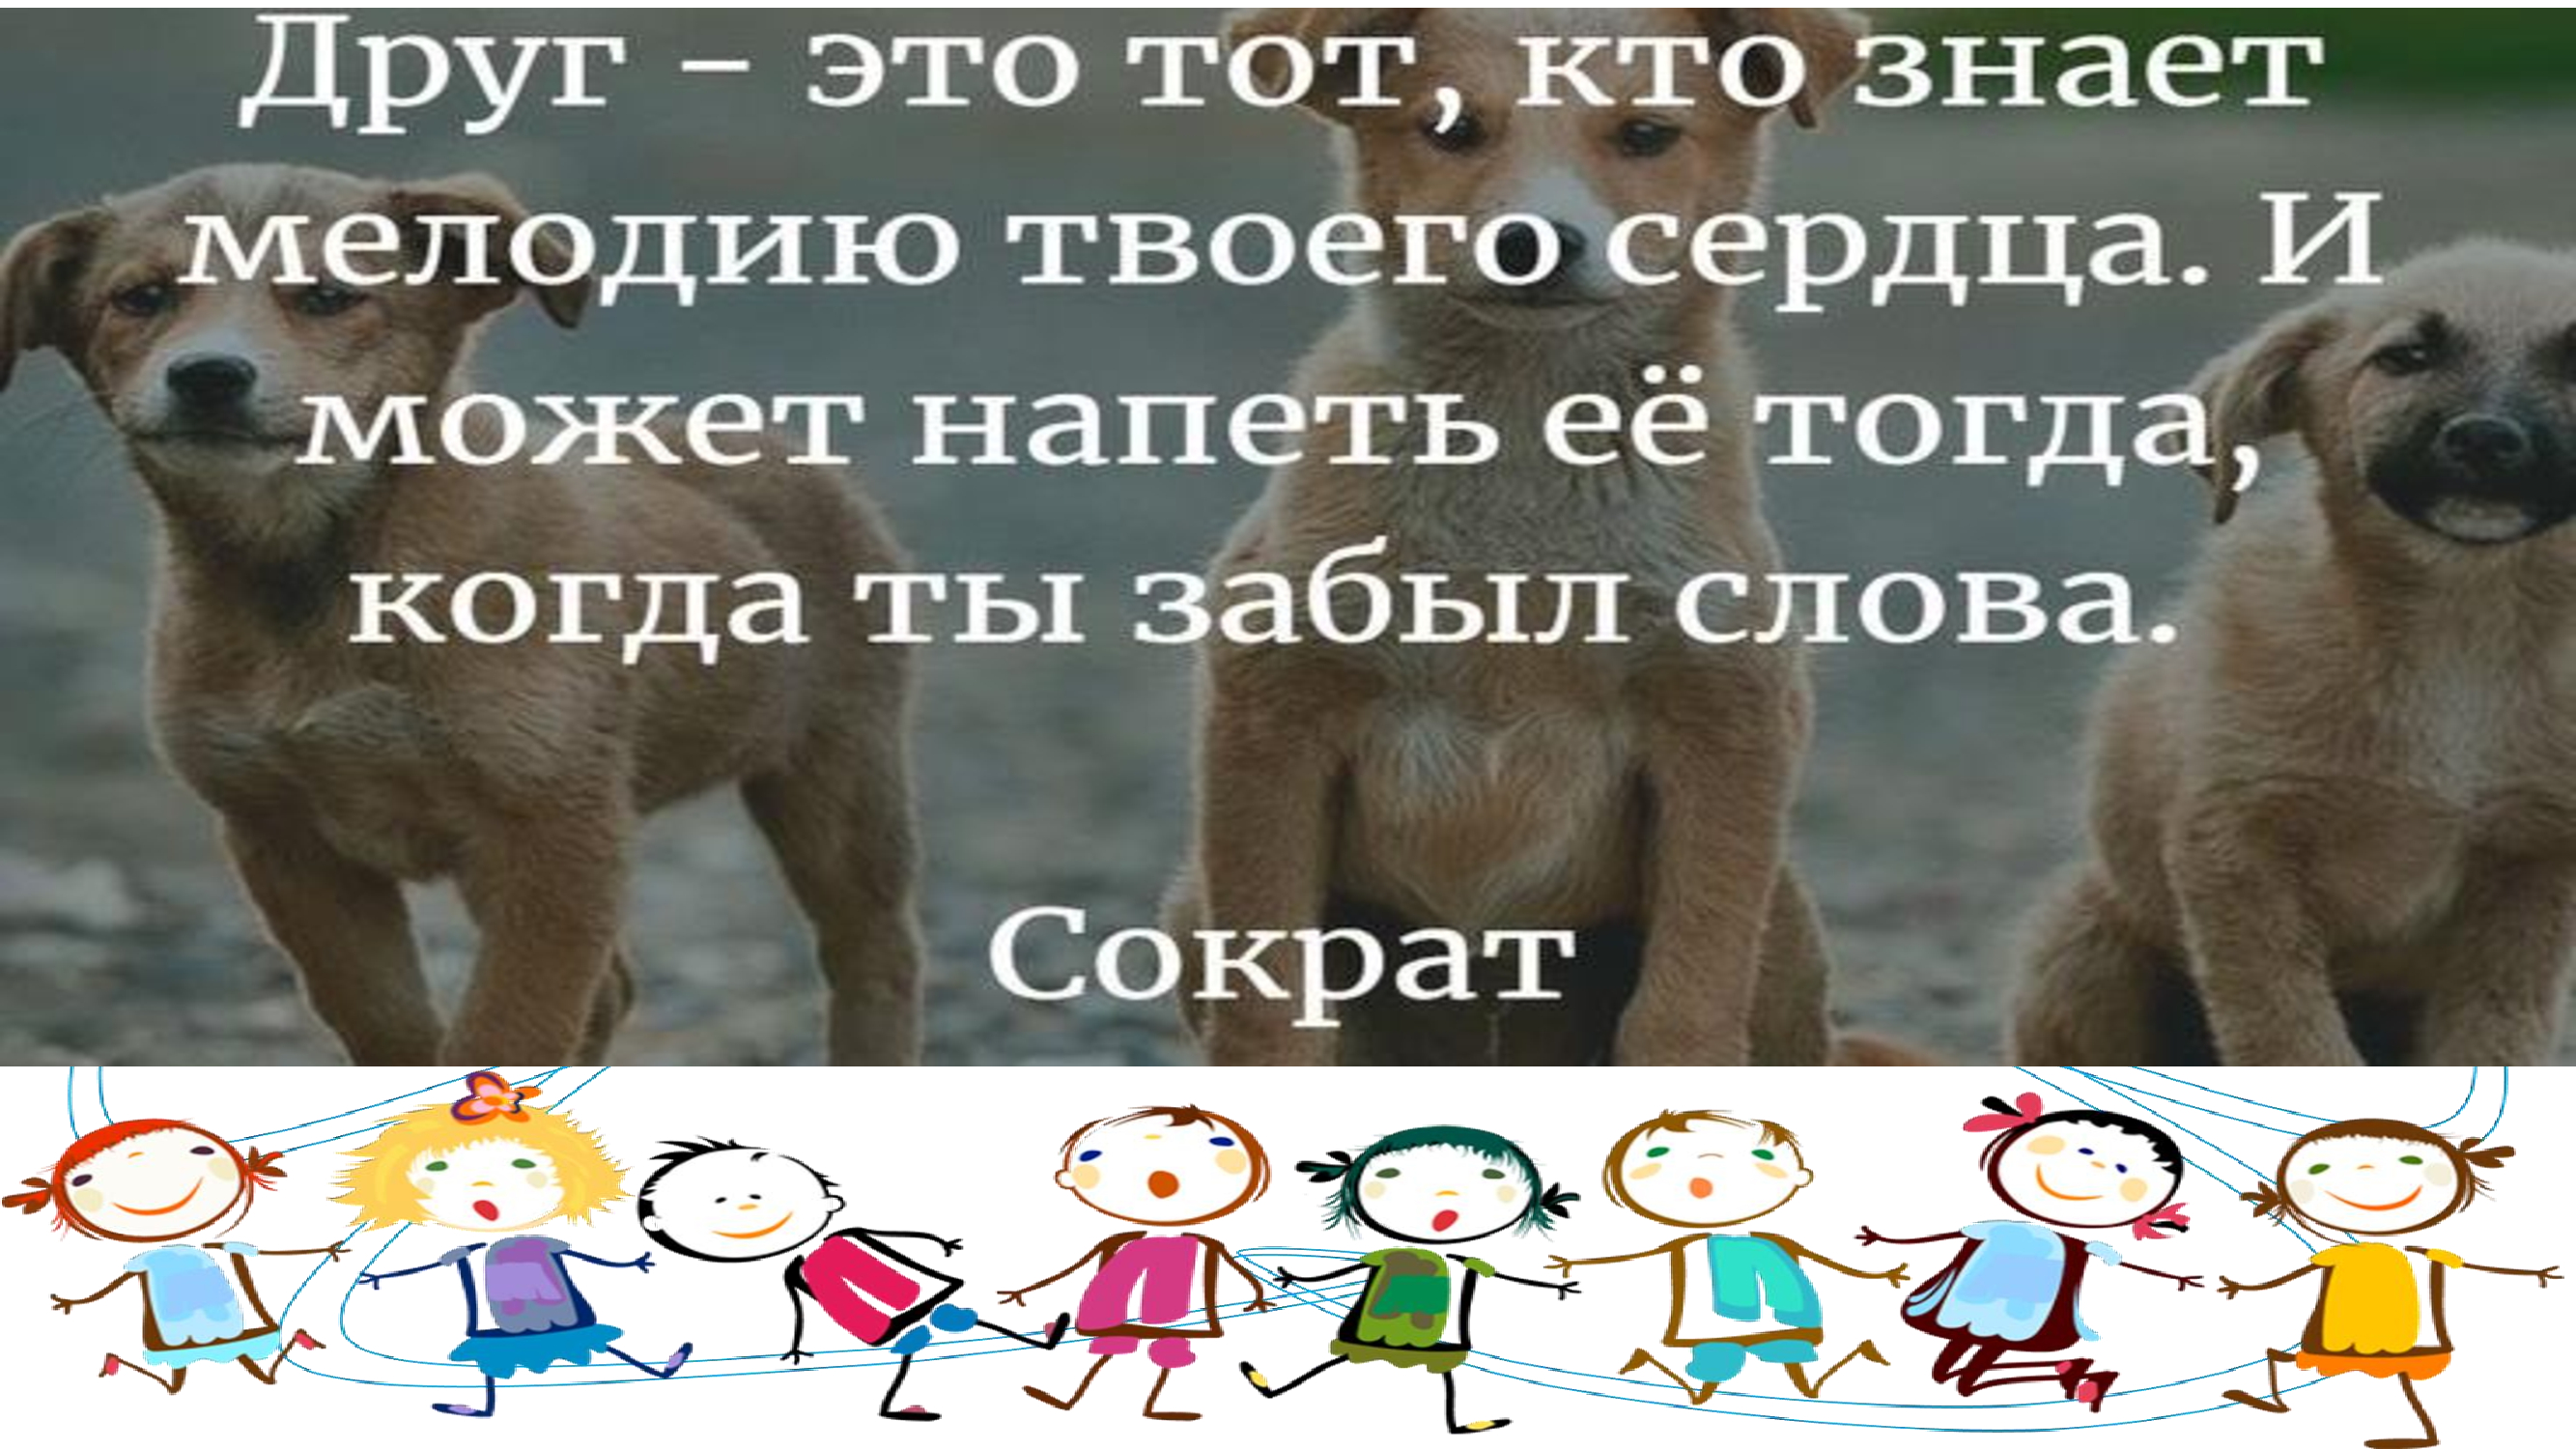 Друг – это тот, кто знает
мелодию твоего сердца. И
может напеть её тогда,
когда ты забыл слова.
Сократ